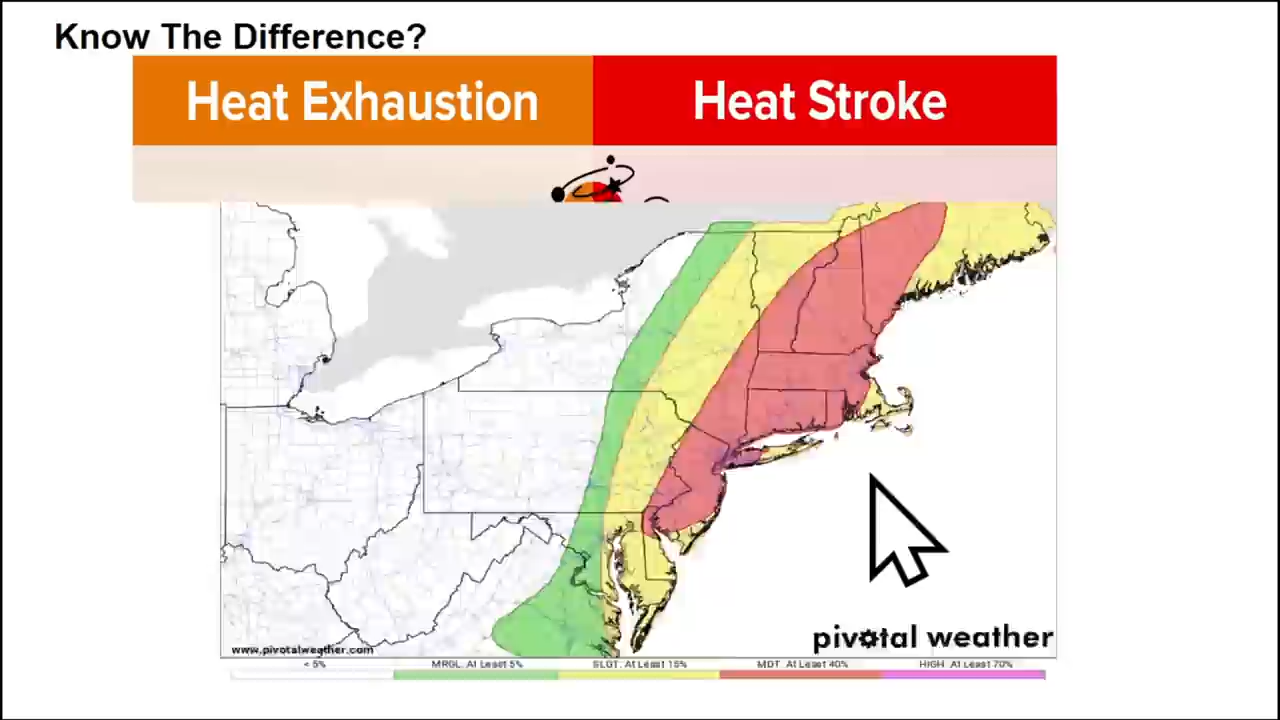 Know The Difference?
Heat Exhaustion Heat Stroke
pivotal weather
www.pivotalweather.com
< 5% MRGL. At Least 5% SLGT. At Least 15% MDT. At Least 40% HIGH. At Least 70%